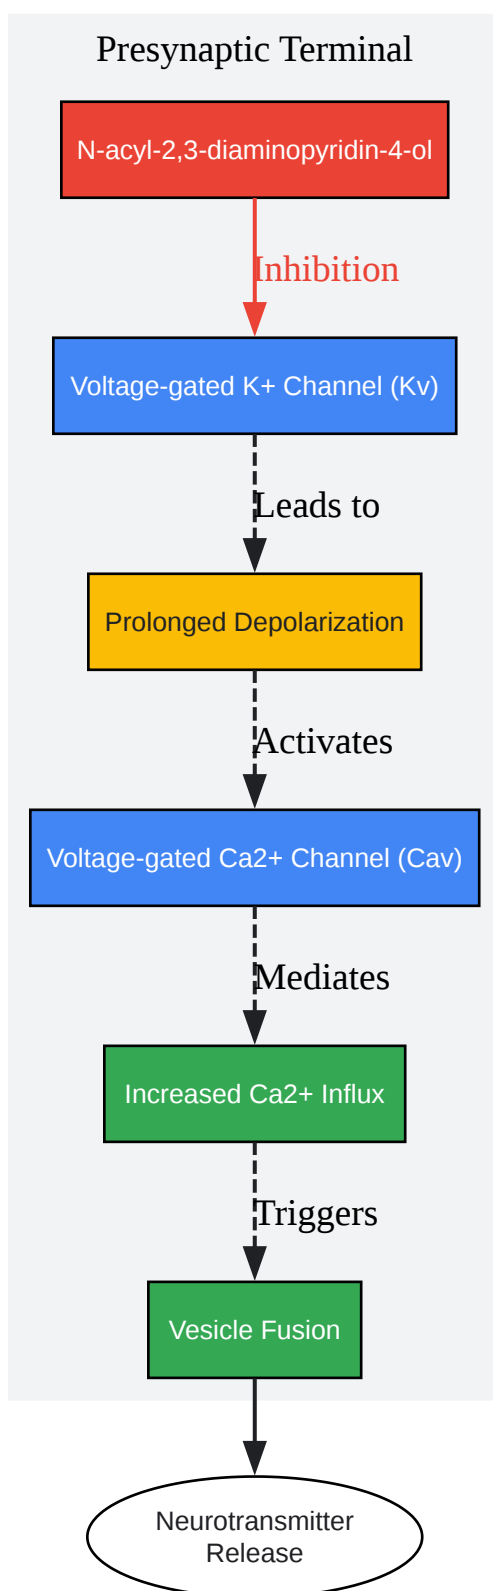 Presynaptic Terminal
N-acyl-2,3-diaminopyridin-4-ol
Inhibition
Voltage-gated K+ Channel (Kv)
Leads to
Prolonged Depolarization
Activates
Voltage-gated Ca2+ Channel (Cav)
Mediates
Increased Ca2+ Influx
Triggers
Vesicle Fusion
Neurotransmitter
Release